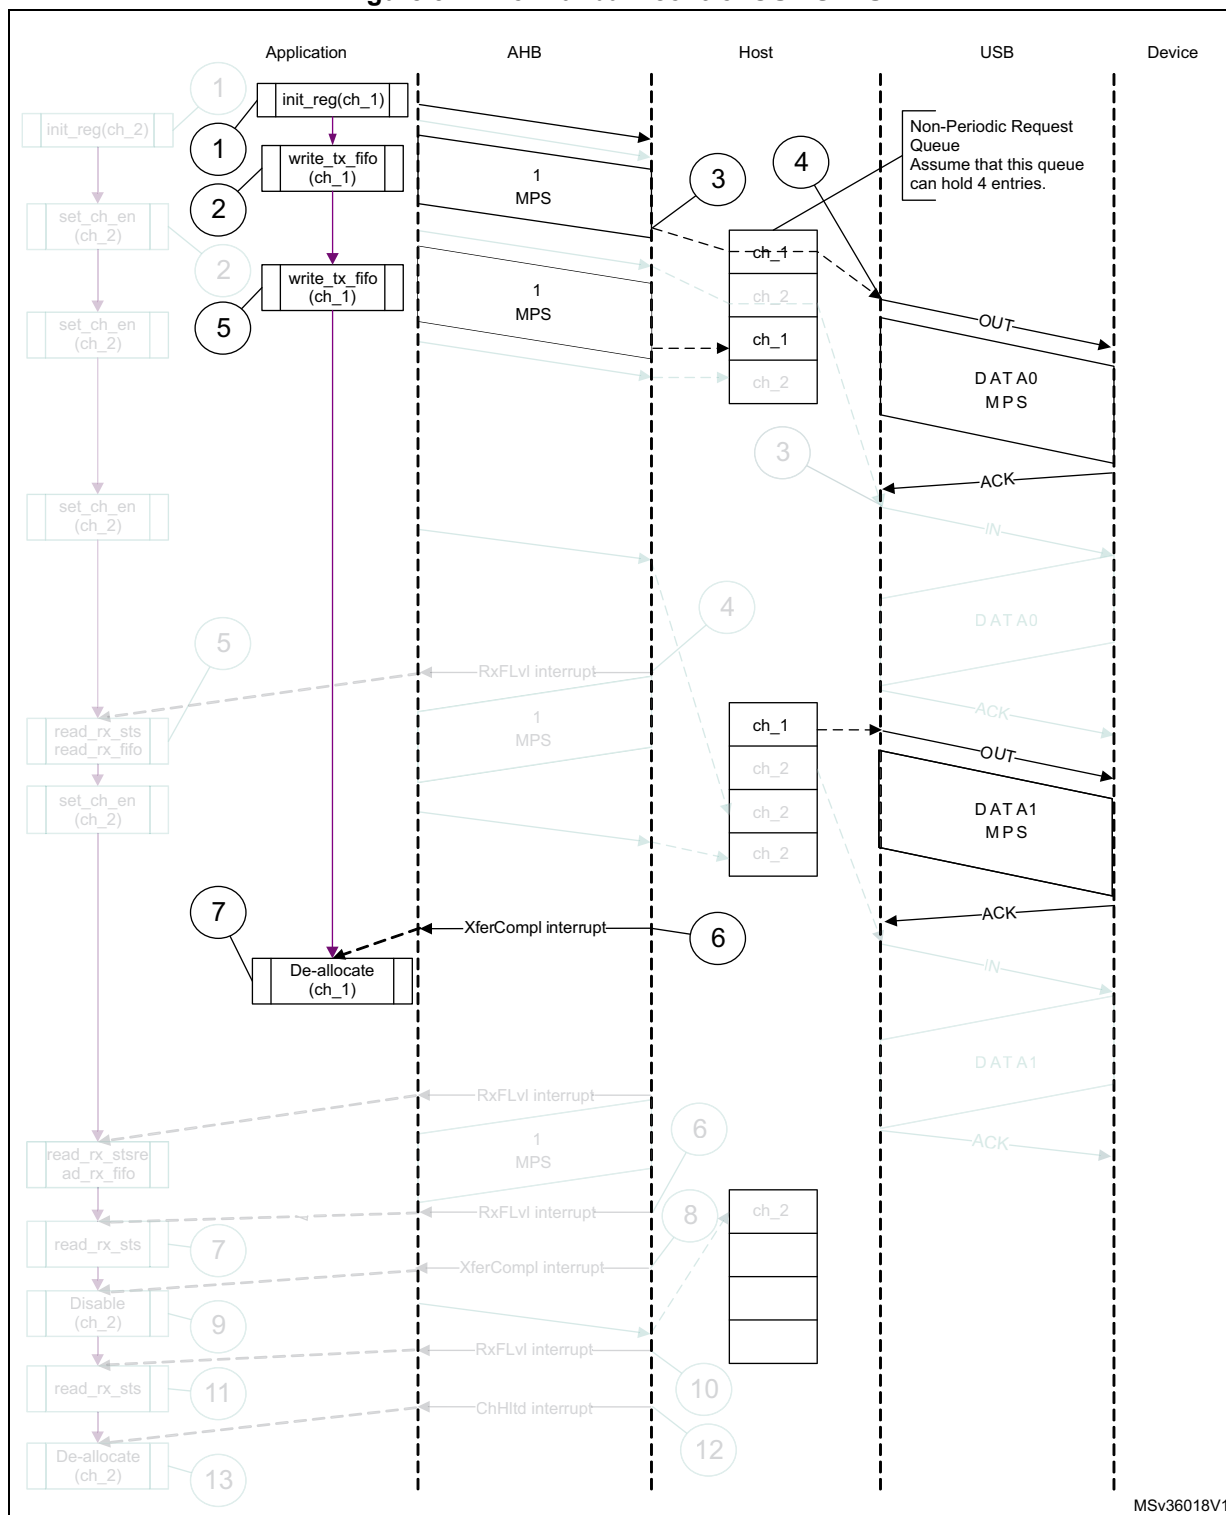 Application
AHB
Host
USB
Device
1
init_reg(ch_1)
init_reg(ch_2)
1
Non-Periodic Request
Queue
Assume that this queue
can hold 4 entries.
write_tx_fifo
(ch_1)
1
MPS
3
4
2
set_ch_en
(ch_2)
2
ch_1
write_tx_fifo
(ch_1)
1
MPS
ch_2
5
set_ch_en
(ch_2)
OUT
ch_1
ch_2
DATA0
MPS
3
ACK
set_ch_en
(ch_2)
IN
4
DATA0
5
RxFLvl interrupt
read_rx_sts
read_rx_fifo
1
MPS
ch_1
ACK
OUT
set_ch_en
(ch_2)
ch_2
ch_2
DATA1
MPS
ch_2
7
XferCompl interrupt
6
ACK
De-allocate
(ch_1)
IN
DATA1
RxFLvl interrupt
read_rx_stsre
ad_rx_fifo
1
MPS
6
ACK
RxFLvl interrupt
8
ch_2
read_rx_sts
7
XferCompl interrupt
Disable
(ch_2)
9
RxFLvl interrupt
read_rx_sts
11
10
ChHltd interrupt
De-allocate
(ch_2)
12
13
MSv36018V1